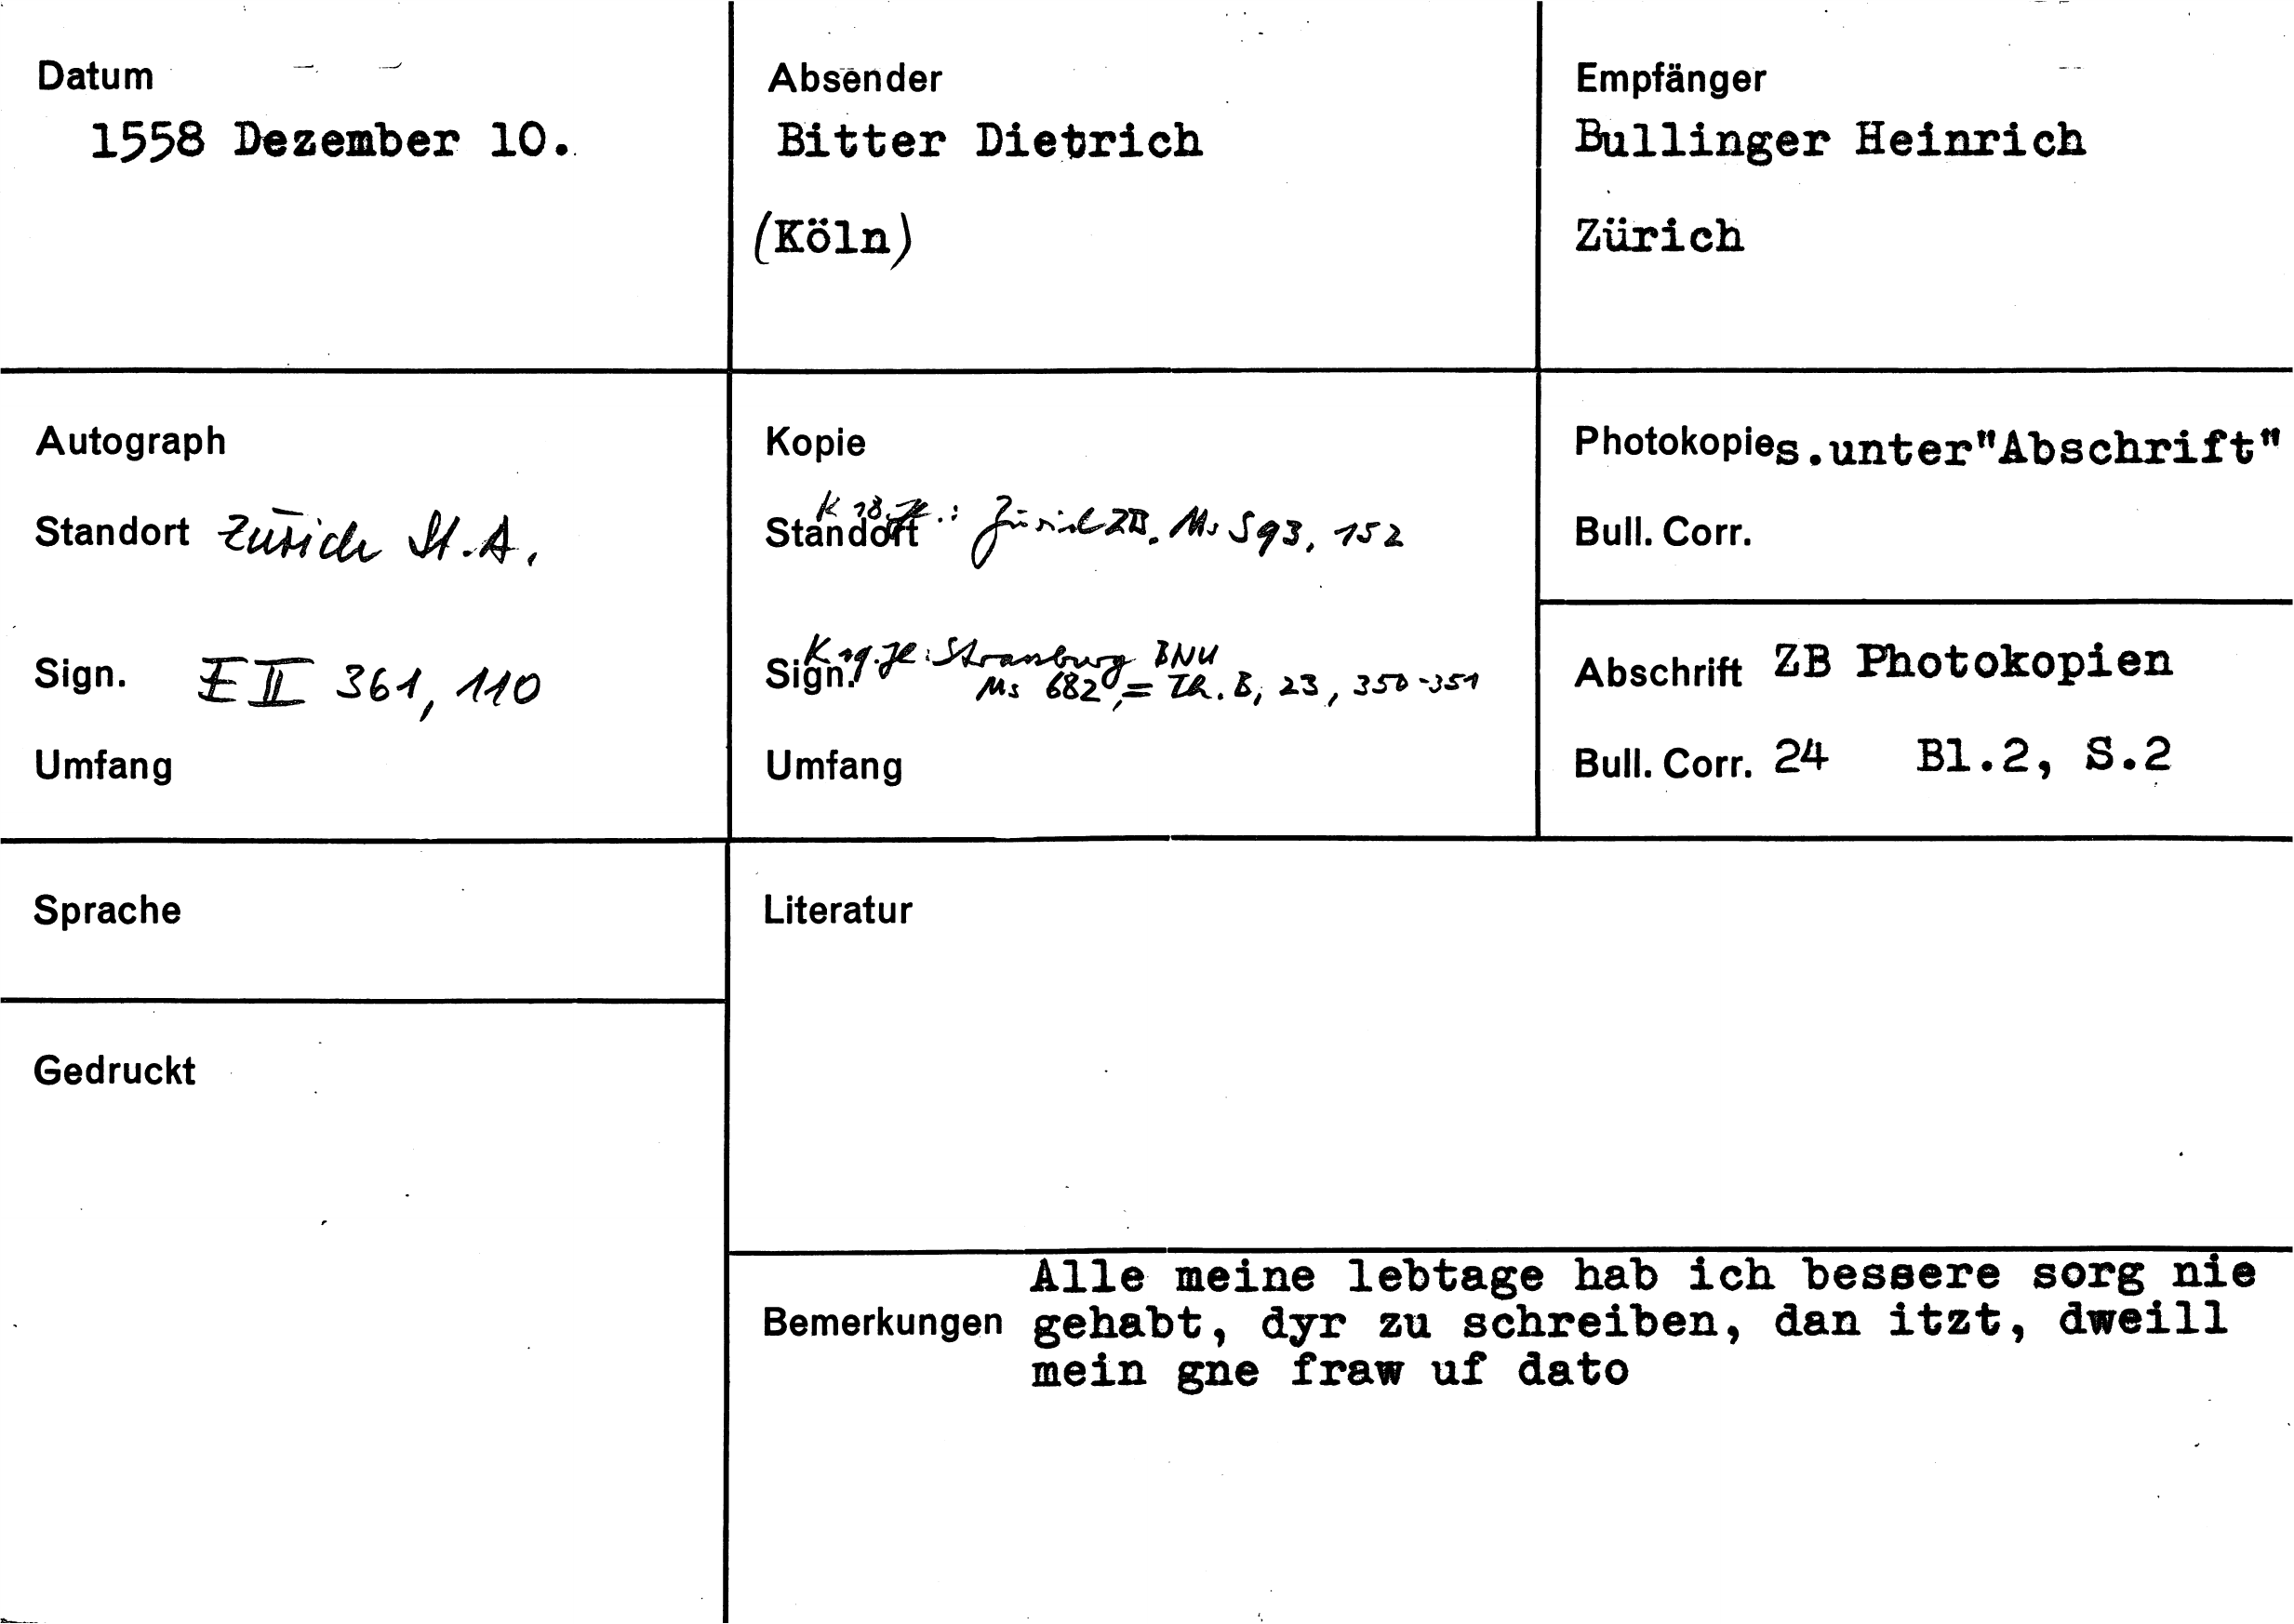 Datum
1558 Dezember 10.
Absender
Bitter Dietrich
(Köln)
Empfänger
Bullinger Heinrich
Zürich
Autograph
Standort Zürich St.A.
Sign. E II 361, 110
Umfang
Kopie
K 18. Jh.: Zürich ZB. Ms S 93, 152
Standort
K 19. Jh: Strassburg BNU
Sign. Ms 682, = Th. B, 23, 350-351
Umfang
Photokopie s.unter"Abschrift"
Bull. Corr.
Abschrift ZB Photokopien
Bull. Corr. 24 Bl.2, S.2
Sprache
Literatur
Gedruckt
Alle meine lebtage hab ich bessere sorg nie
Bemerkungen gehabt, dyr zu schreiben, dan itzt, dweill
mein gne fraw uf dato